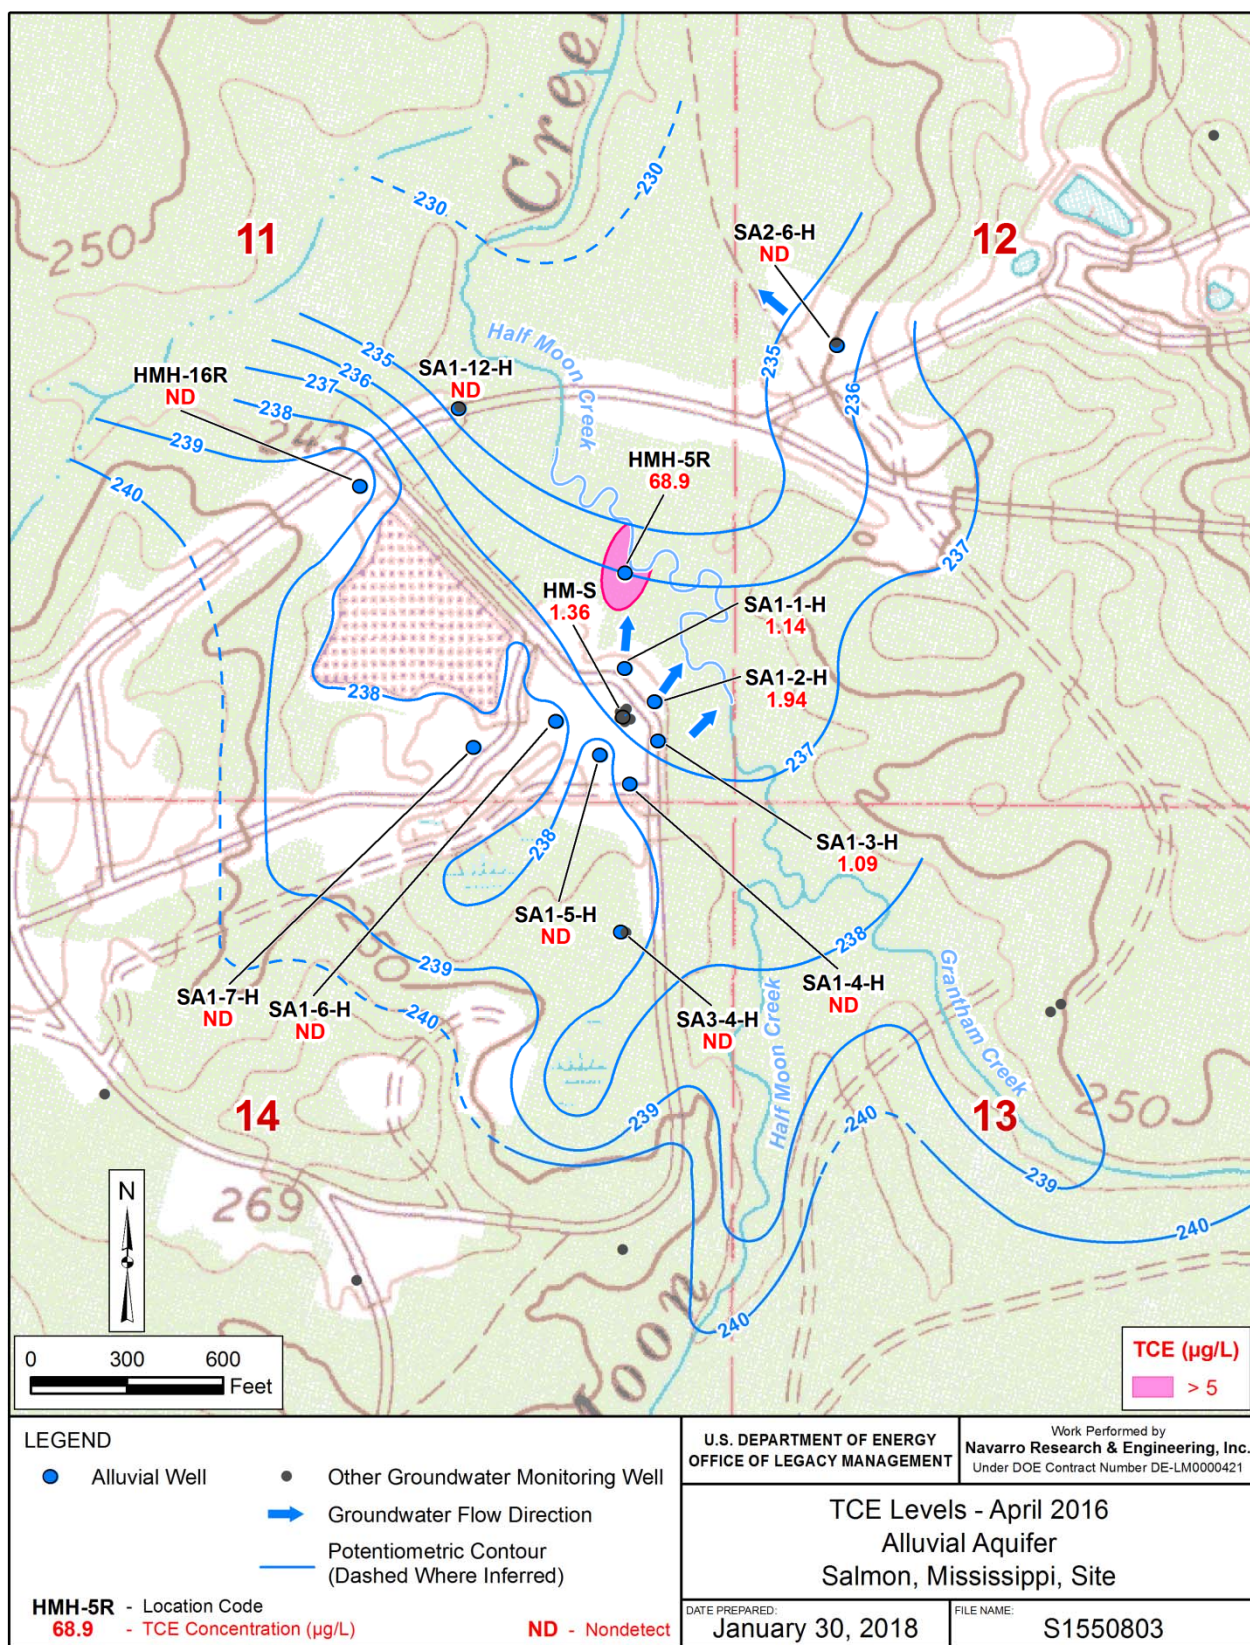 Creek
230
230
11
12
250
SA2-6-H
ND
Half Moon Creek
235
235
236
236
237
238
239
240
HMH-16R
ND
SA1-12-H
ND
243
HMH-5R
68.9
237
HM-S
1.36
SA1-1-H
1.14
SA1-2-H
1.94
238
237
238
SA1-3-H
1.09
SA1-5-H
ND
238
239
SA1-4-H
ND
SA1-7-H
ND
SA1-6-H
ND
SA3-4-H
ND
240
Half Moon Creek
Grantham Creek
14
13
250
239
240
239
240
240
269
Moon
N
0 300 600
Feet
TCE (µg/L)
> 5
LEGEND
Alluvial Well
Other Groundwater Monitoring Well
Groundwater Flow Direction
Potentiometric Contour
(Dashed Where Inferred)
HMH-5R - Location Code
68.9 - TCE Concentration (µg/L)
ND - Nondetect
U.S. DEPARTMENT OF ENERGY
OFFICE OF LEGACY MANAGEMENT
Work Performed by
Navarro Research & Engineering, Inc.
Under DOE Contract Number DE-LM0000421
TCE Levels - April 2016
Alluvial Aquifer
Salmon, Mississippi, Site
DATE PREPARED:
January 30, 2018
FILE NAME:
S1550803